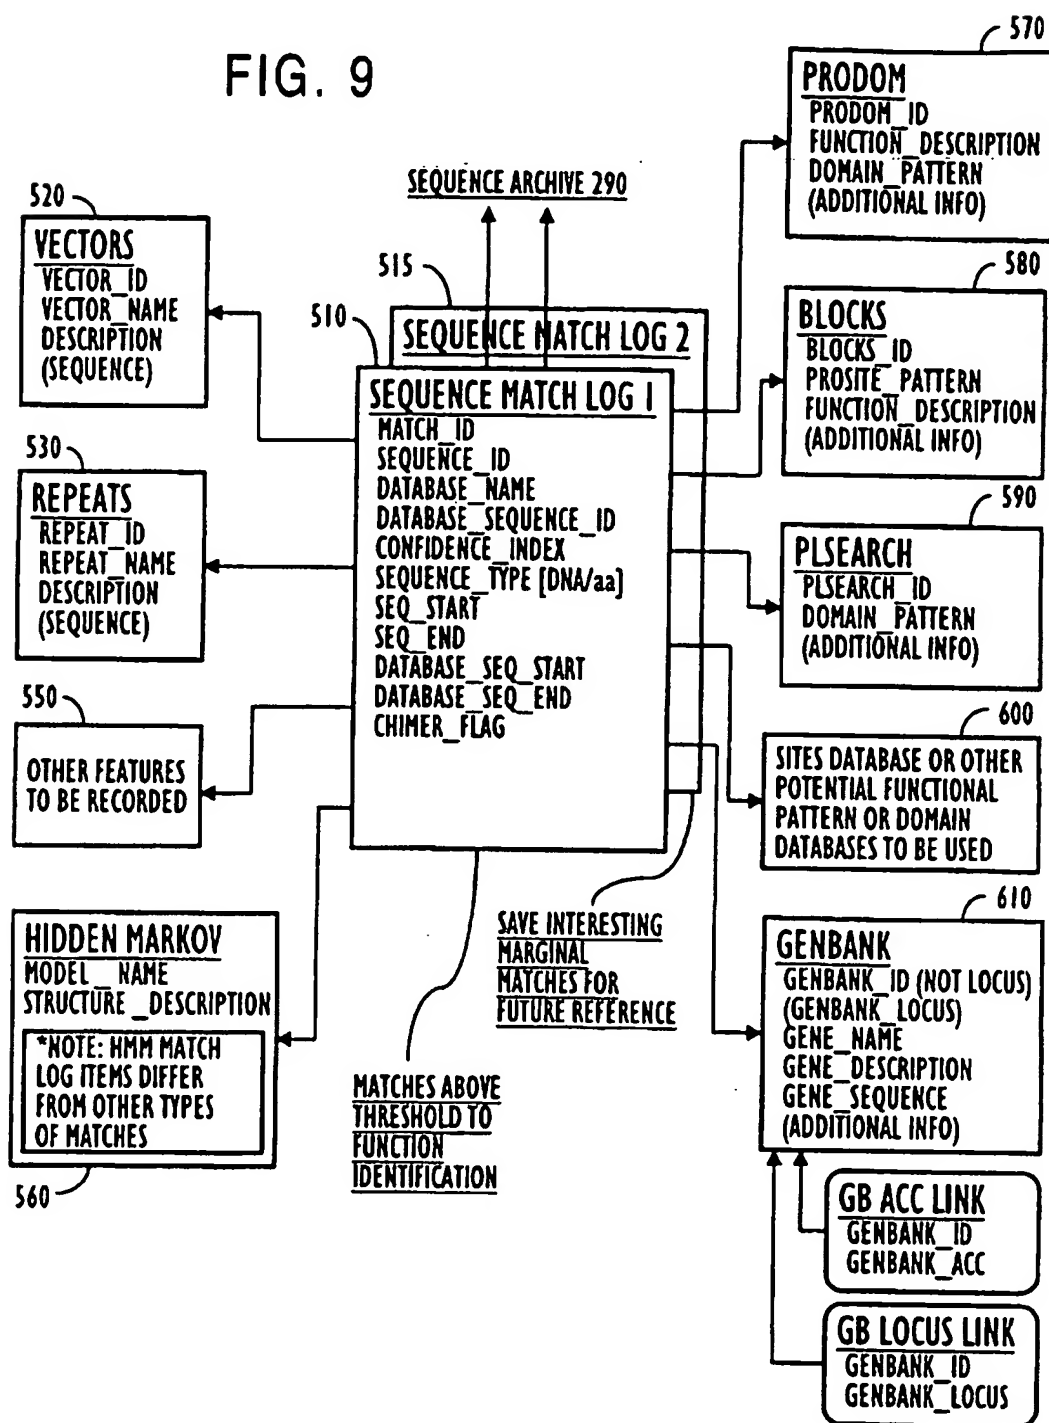 FIG. 9
570
PRODOM
PRODOM_ID
FUNCTION_DESCRIPTION
DOMAIN_PATTERN
(ADDITIONAL INFO)
SEQUENCE ARCHIVE 290
520
VECTORS
VECTOR_ID
VECTOR_NAME
DESCRIPTION
(SEQUENCE)
580
BLOCKS
BLOCKS_ID
PROSITE_PATTERN
FUNCTION_DESCRIPTION
(ADDITIONAL INFO)
515
SEQUENCE MATCH LOG 2
510
SEQUENCE MATCH LOG 1
MATCH_ID
SEQUENCE_ID
DATABASE_NAME
DATABASE_SEQUENCE_ID
CONFIDENCE_INDEX
SEQUENCE_TYPE [DNA/aa]
SEQ_START
SEQ_END
DATABASE_SEQ_START
DATABASE_SEQ_END
CHIMER_FLAG
530
REPEATS
REPEAT_ID
REPEAT_NAME
DESCRIPTION
(SEQUENCE)
590
PLSEARCH
PLSEARCH_ID
DOMAIN_PATTERN
(ADDITIONAL INFO)
550
OTHER FEATURES
TO BE RECORDED
600
SITES DATABASE OR OTHER
POTENTIAL FUNCTIONAL
PATTERN OR DOMAIN
DATABASES TO BE USED
HIDDEN MARKOV
MODEL_NAME
STRUCTURE_DESCRIPTION
*NOTE: HMM MATCH
LOG ITEMS DIFFER
FROM OTHER TYPES
OF MATCHES
560
MATCHES ABOVE
THRESHOLD TO
FUNCTION
IDENTIFICATION
SAVE INTERESTING
MARGINAL
MATCHES FOR
FUTURE REFERENCE
610
GENBANK
GENBANK_ID (NOT LOCUS)
(GENBANK_LOCUS)
GENE_NAME
GENE_DESCRIPTION
GENE_SEQUENCE
(ADDITIONAL INFO)
GB ACC LINK
GENBANK_ID
GENBANK_ACC
GB LOCUS LINK
GENBANK_ID
GENBANK_LOCUS